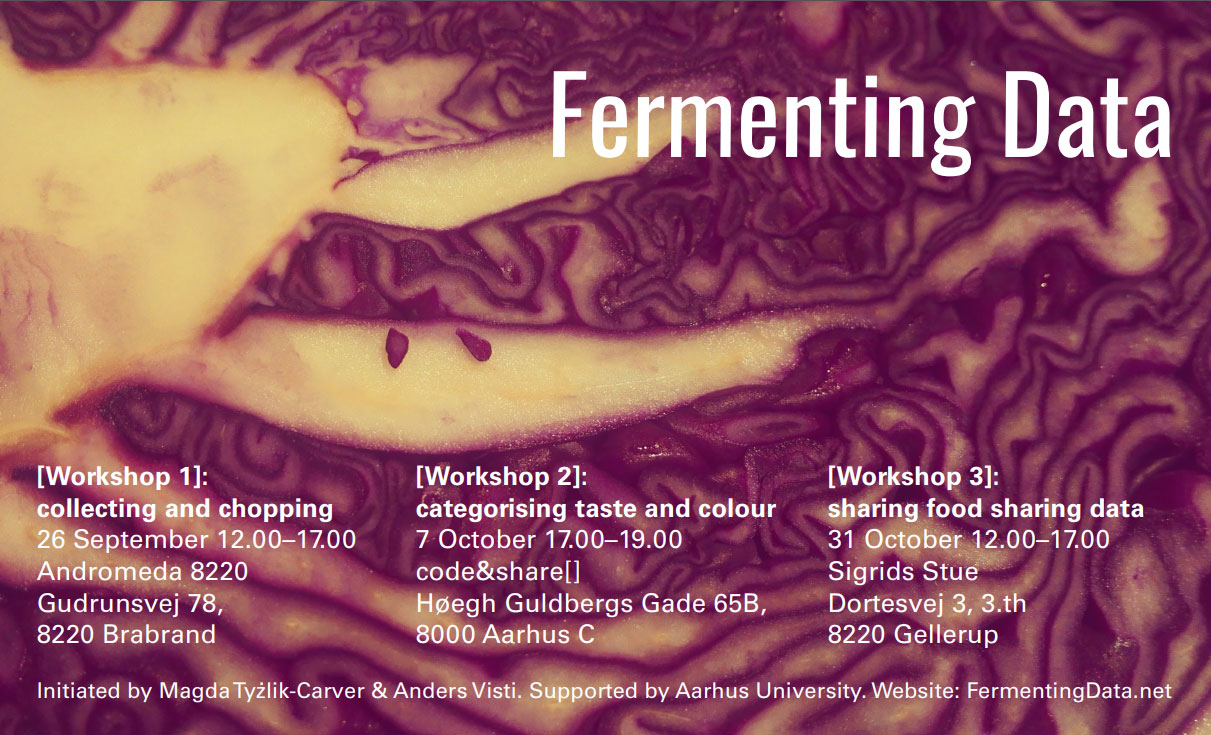 Fermenting Data
[Workshop 1]:
collecting and chopping
26 September 12.00–17.00
Andromeda 8220
Gudrunsvej 78,
8220 Brabrand
[Workshop 2]:
categorising taste and colour
7 October 17.00–19.00
code&share[]
Høegh Guldbergs Gade 65B,
8000 Aarhus C
[Workshop 3]:
sharing food sharing data
31 October 12.00–17.00
Sigrids Stue
Dortesvej 3, 3.th
8220 Gellerup
Initiated by Magda Tyżlik-Carver & Anders Visti. Supported by Aarhus University. Website: FermentingData.net